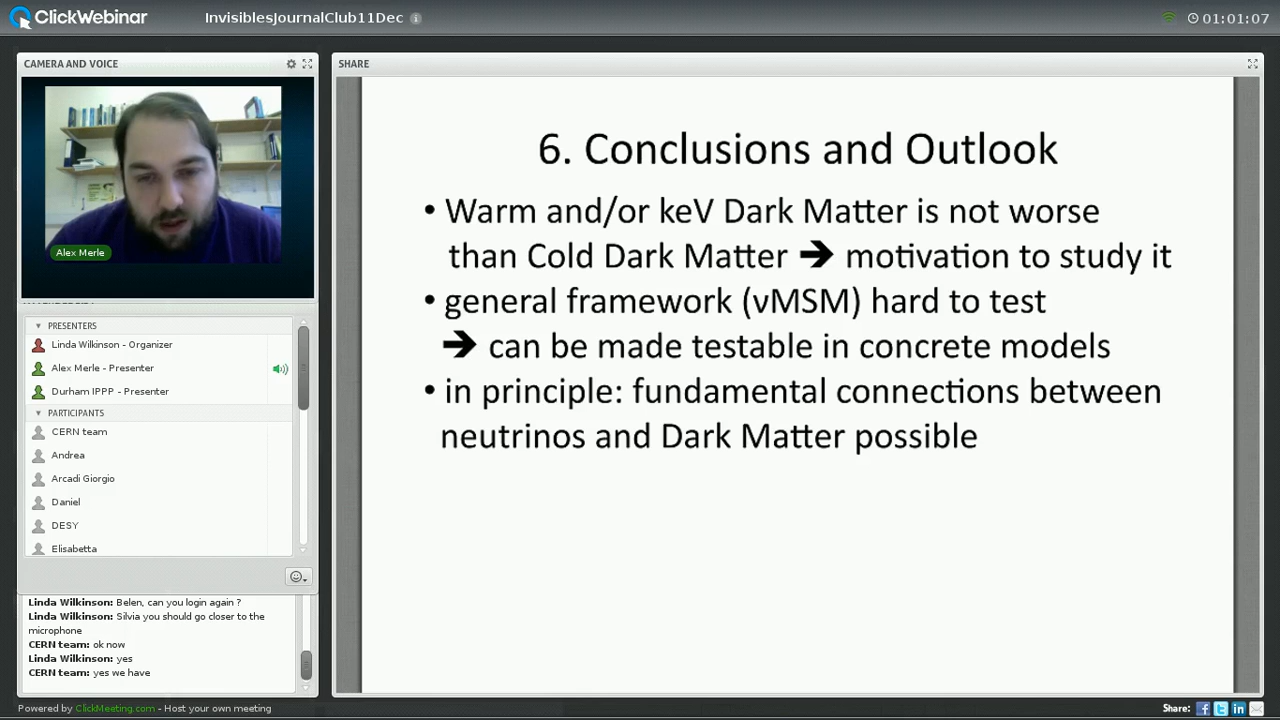 ClickWebinar
InvisiblesJournalClub11Dec
01:01:07
CAMERA AND VOICE
Alex Merle
PRESENTERS
Linda Wilkinson - Organizer
Alex Merle - Presenter
Durham IPPP - Presenter
PARTICIPANTS
CERN team
Andrea
Arcadi Giorgio
Daniel
DESY
Elisabetta
Linda Wilkinson: Belen, can you login again ?
Linda Wilkinson: Silvia you should go closer to the
microphone
CERN team: ok now
Linda Wilkinson: yes
CERN team: yes we have
SHARE
6. Conclusions and Outlook
• Warm and/or keV Dark Matter is not worse
than Cold Dark Matter ➔ motivation to study it
• general framework (νMSM) hard to test
➔ can be made testable in concrete models
• in principle: fundamental connections between
neutrinos and Dark Matter possible
Powered by ClickMeeting.com - Host your own meeting
Share: